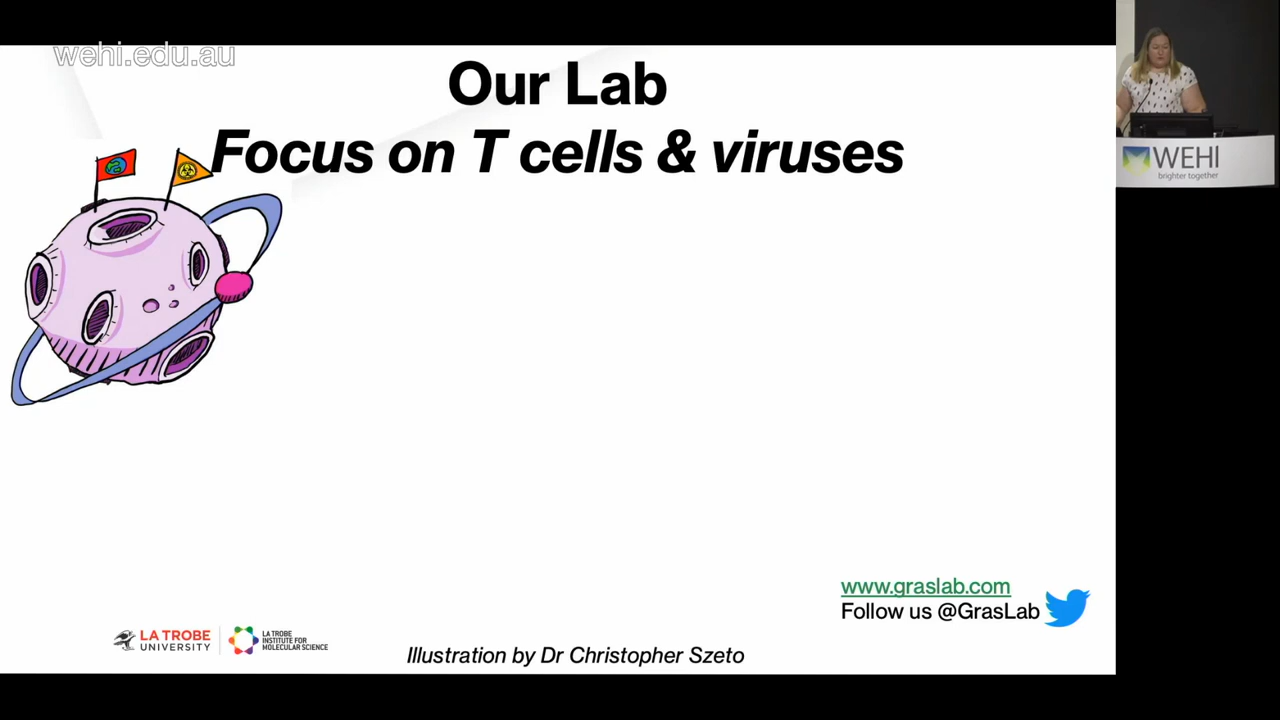 wehi.edu.au
Our Lab
Focus on T cells & viruses
WEHI
brighter together
www.graslab.com
Follow us @GrasLab
LA TROBE
UNIVERSITY
LA TROBE
INSTITUTE FOR
MOLECULAR SCIENCE
Illustration by Dr Christopher Szeto